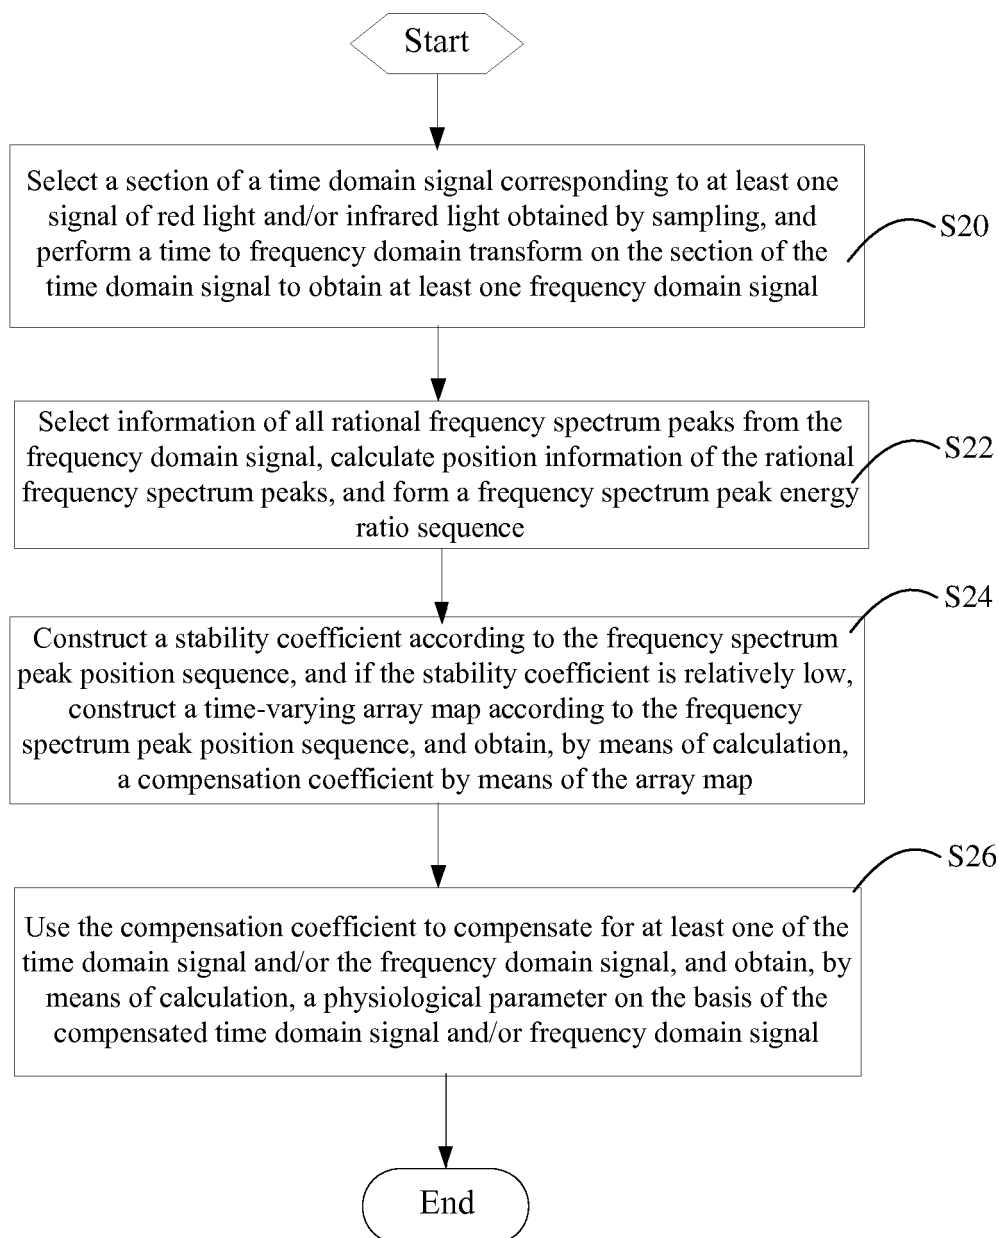 Start
Select a section of a time domain signal corresponding to at least one
signal of red light and/or infrared light obtained by sampling, and
perform a time to frequency domain transform on the section of the
time domain signal to obtain at least one frequency domain signal
S20
Select information of all rational frequency spectrum peaks from the
frequency domain signal, calculate position information of the rational
frequency spectrum peaks, and form a frequency spectrum peak energy
ratio sequence
S22
Construct a stability coefficient according to the frequency spectrum
peak position sequence, and if the stability coefficient is relatively low,
construct a time-varying array map according to the frequency
spectrum peak position sequence, and obtain, by means of calculation,
a compensation coefficient by means of the array map
S24
Use the compensation coefficient to compensate for at least one of the
time domain signal and/or the frequency domain signal, and obtain, by
means of calculation, a physiological parameter on the basis of the
compensated time domain signal and/or frequency domain signal
S26
End